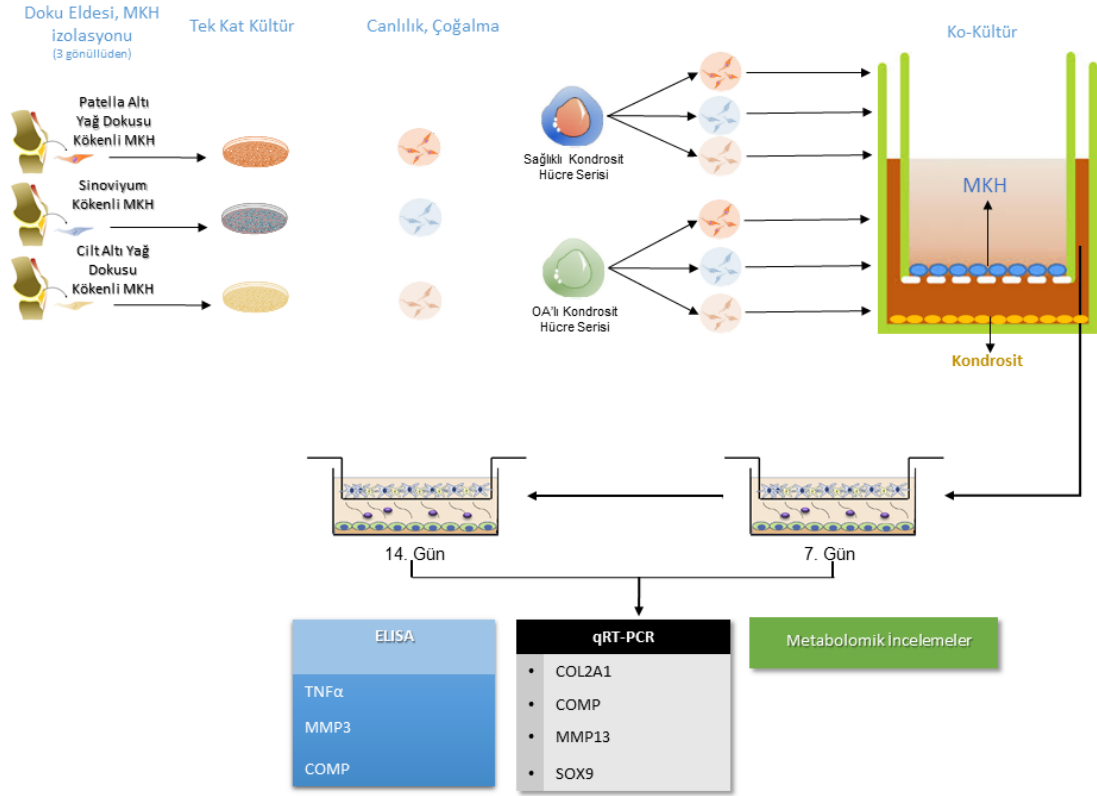 Doku Eldesi, MKH
izolasyonu
(3 gönüllüden)
Tek Kat Kültür
Canlılık, Çoğalma
Ko-Kültür
Patella Altı
Yağ Dokusu
Kökenli MKH
Sinoviyum
Kökenli MKH
Cilt Altı Yağ
Dokusu
Kökenli MKH
Sağlıklı Kondrosit
Hücre Serisi
OA'lı Kondrosit
Hücre Serisi
MKH
Kondrosit
14. Gün
7. Gün
ELISA
TNFα
MMP3
COMP
qRT-PCR
• COL2A1
• COMP
• MMP13
• SOX9
Metabolomik İncelemeler